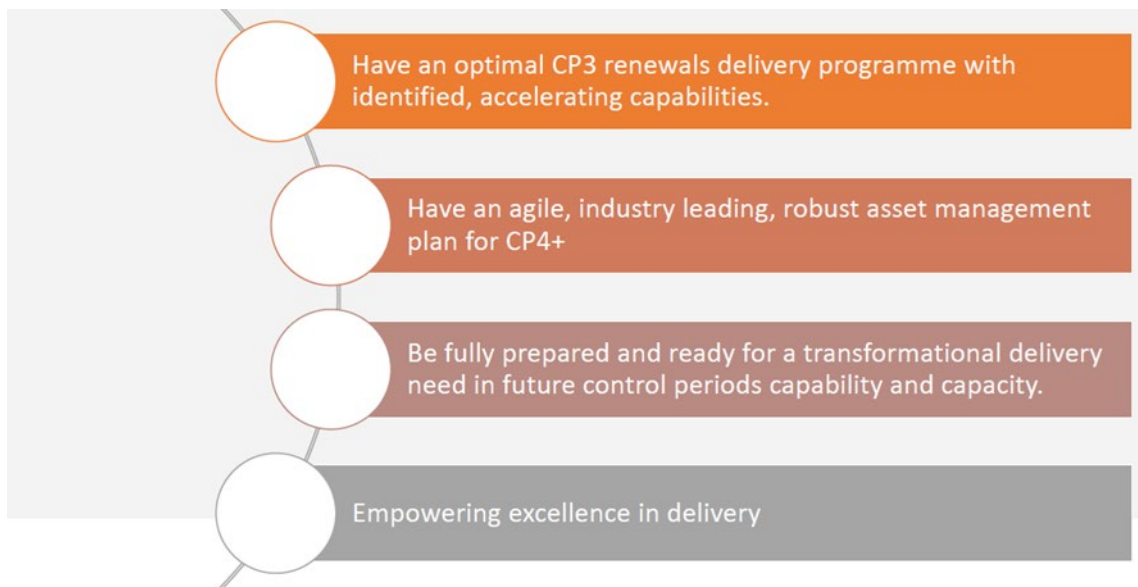 Have an optimal CP3 renewals delivery programme with
identified, accelerating capabilities.
Have an agile, industry leading, robust asset management
plan for CP4+
Be fully prepared and ready for a transformational delivery
need in future control periods capability and capacity.
Empowering excellence in delivery